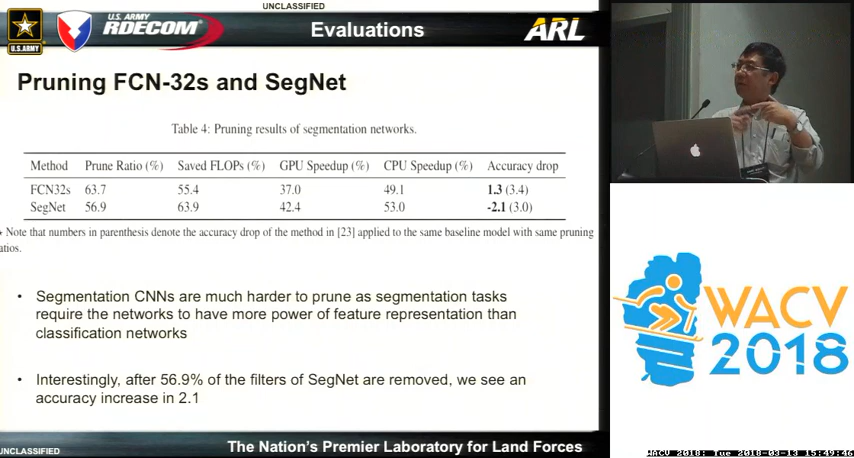 UNCLASSIFIED
U.S. ARMY
U.S. ARMY
RDECOM
Evaluations
ARL
Pruning FCN-32s and SegNet
Table 4: Pruning results of segmentation networks.
Method Prune Ratio (%) Saved FLOPs (%) GPU Speedup (%) CPU Speedup (%) Accuracy drop
FCN32s 63.7 55.4 37.0 49.1 1.3 (3.4)
SegNet 56.9 63.9 42.4 53.0 -2.1 (3.0)
* Note that numbers in parenthesis denote the accuracy drop of the method in [23] applied to the same baseline model with same pruning
atios.
• Segmentation CNNs are much harder to prune as segmentation tasks
require the networks to have more power of feature representation than
classification networks
• Interestingly, after 56.9% of the filters of SegNet are removed, we see an
accuracy increase in 2.1
UNCLASSIFIED
The Nation's Premier Laboratory for Land Forces
WACV
2018
WACV 2018: Tue 2018-03-13 15:49:46